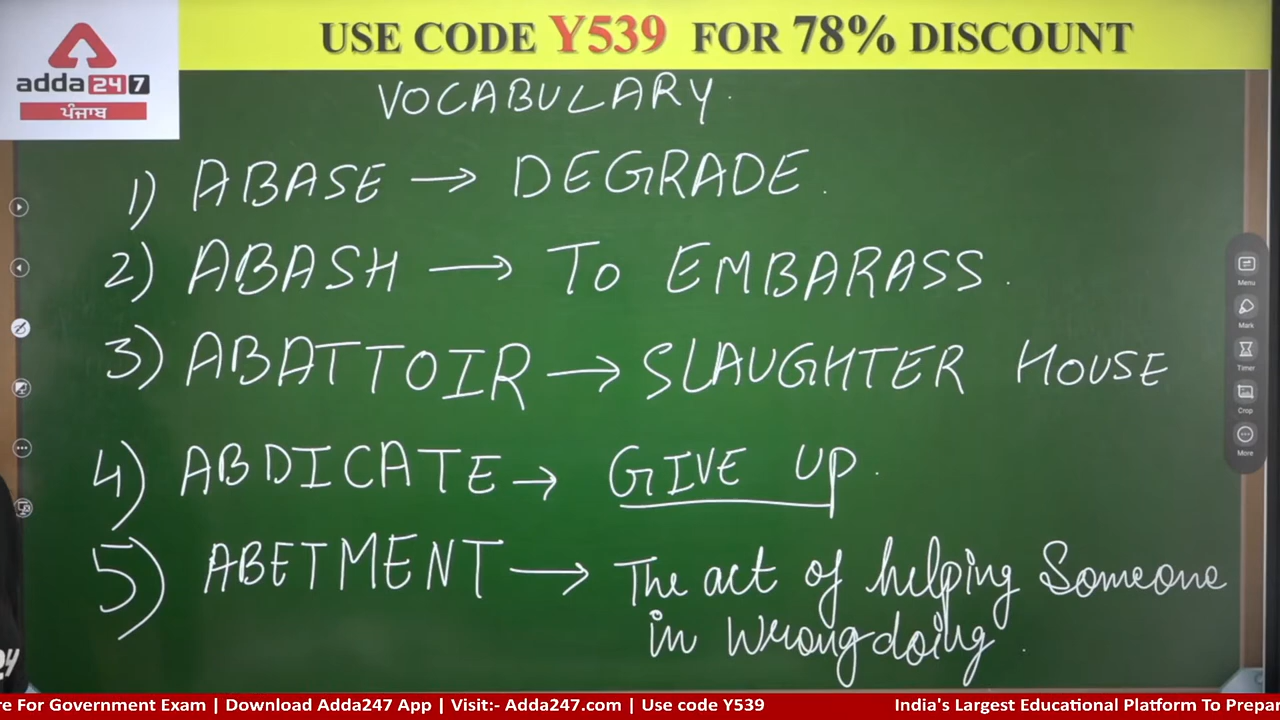 USE CODE Y539 FOR 78% DISCOUNT
adda247
ਪੰਜਾਬ
VOCABULARY.
1) ABASE → DEGRADE.
2) ABASH → TO EMBARASS.
3) ABATTOIR → SLAUGHTER HOUSE
4) ABDICATE → GIVE UP.
5) ABETMENT → The act of helping Someone
in Wrongdoing.
Menu
Mark
Timer
Crop
More
re For Government Exam | Download Adda247 App | Visit:- Adda247.com | Use code Y539
India's Largest Educational Platform To Prepar